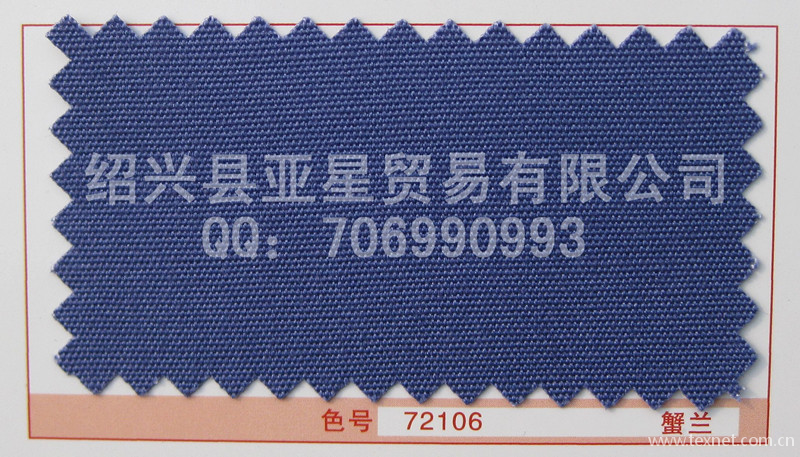 绍兴县亚星贸易有限公司
QQ：706990993
色号 72106 蟹兰
www.texnet.com.cn